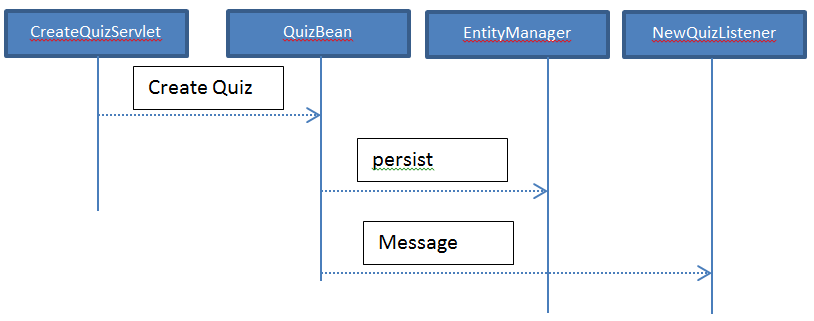 CreateQuizServlet
QuizBean
EntityManager
NewQuizListener
Create Quiz
persist
Message